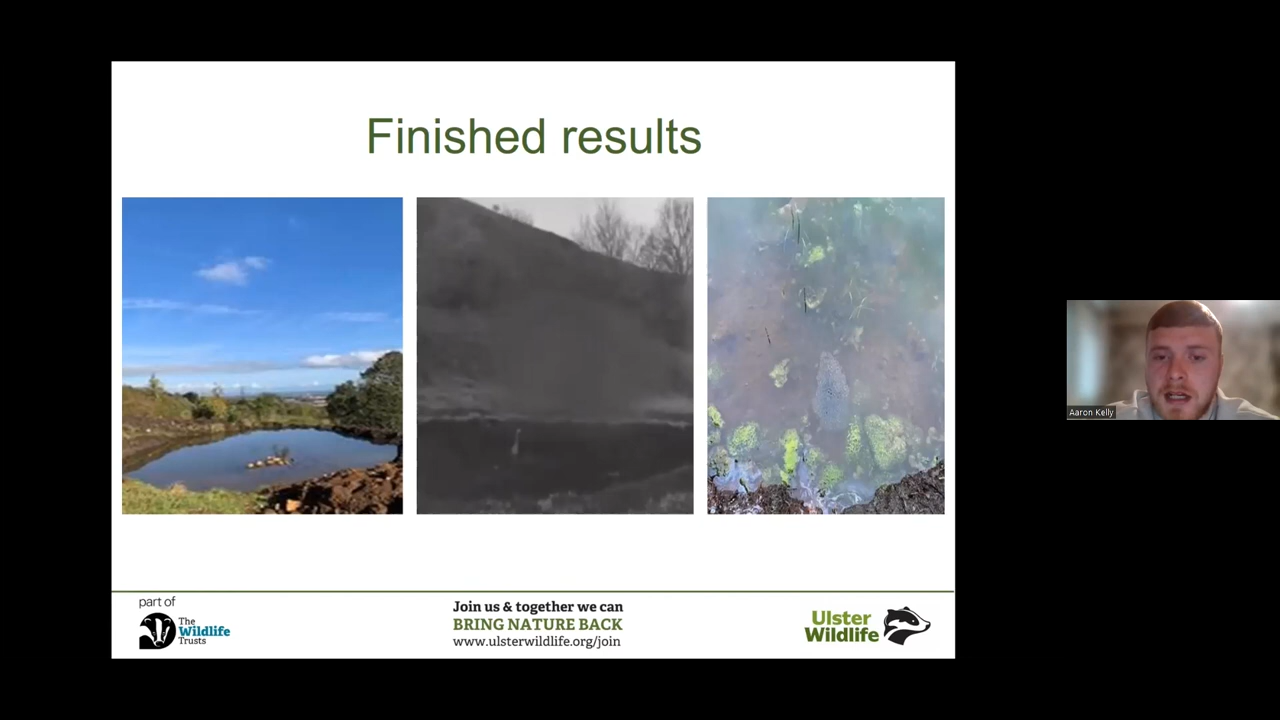 Finished results
part of
The
Wildlife
Trusts
Join us & together we can
BRING NATURE BACK
www.ulsterwildlife.org/join
Ulster
Wildlife
Aaron Kelly